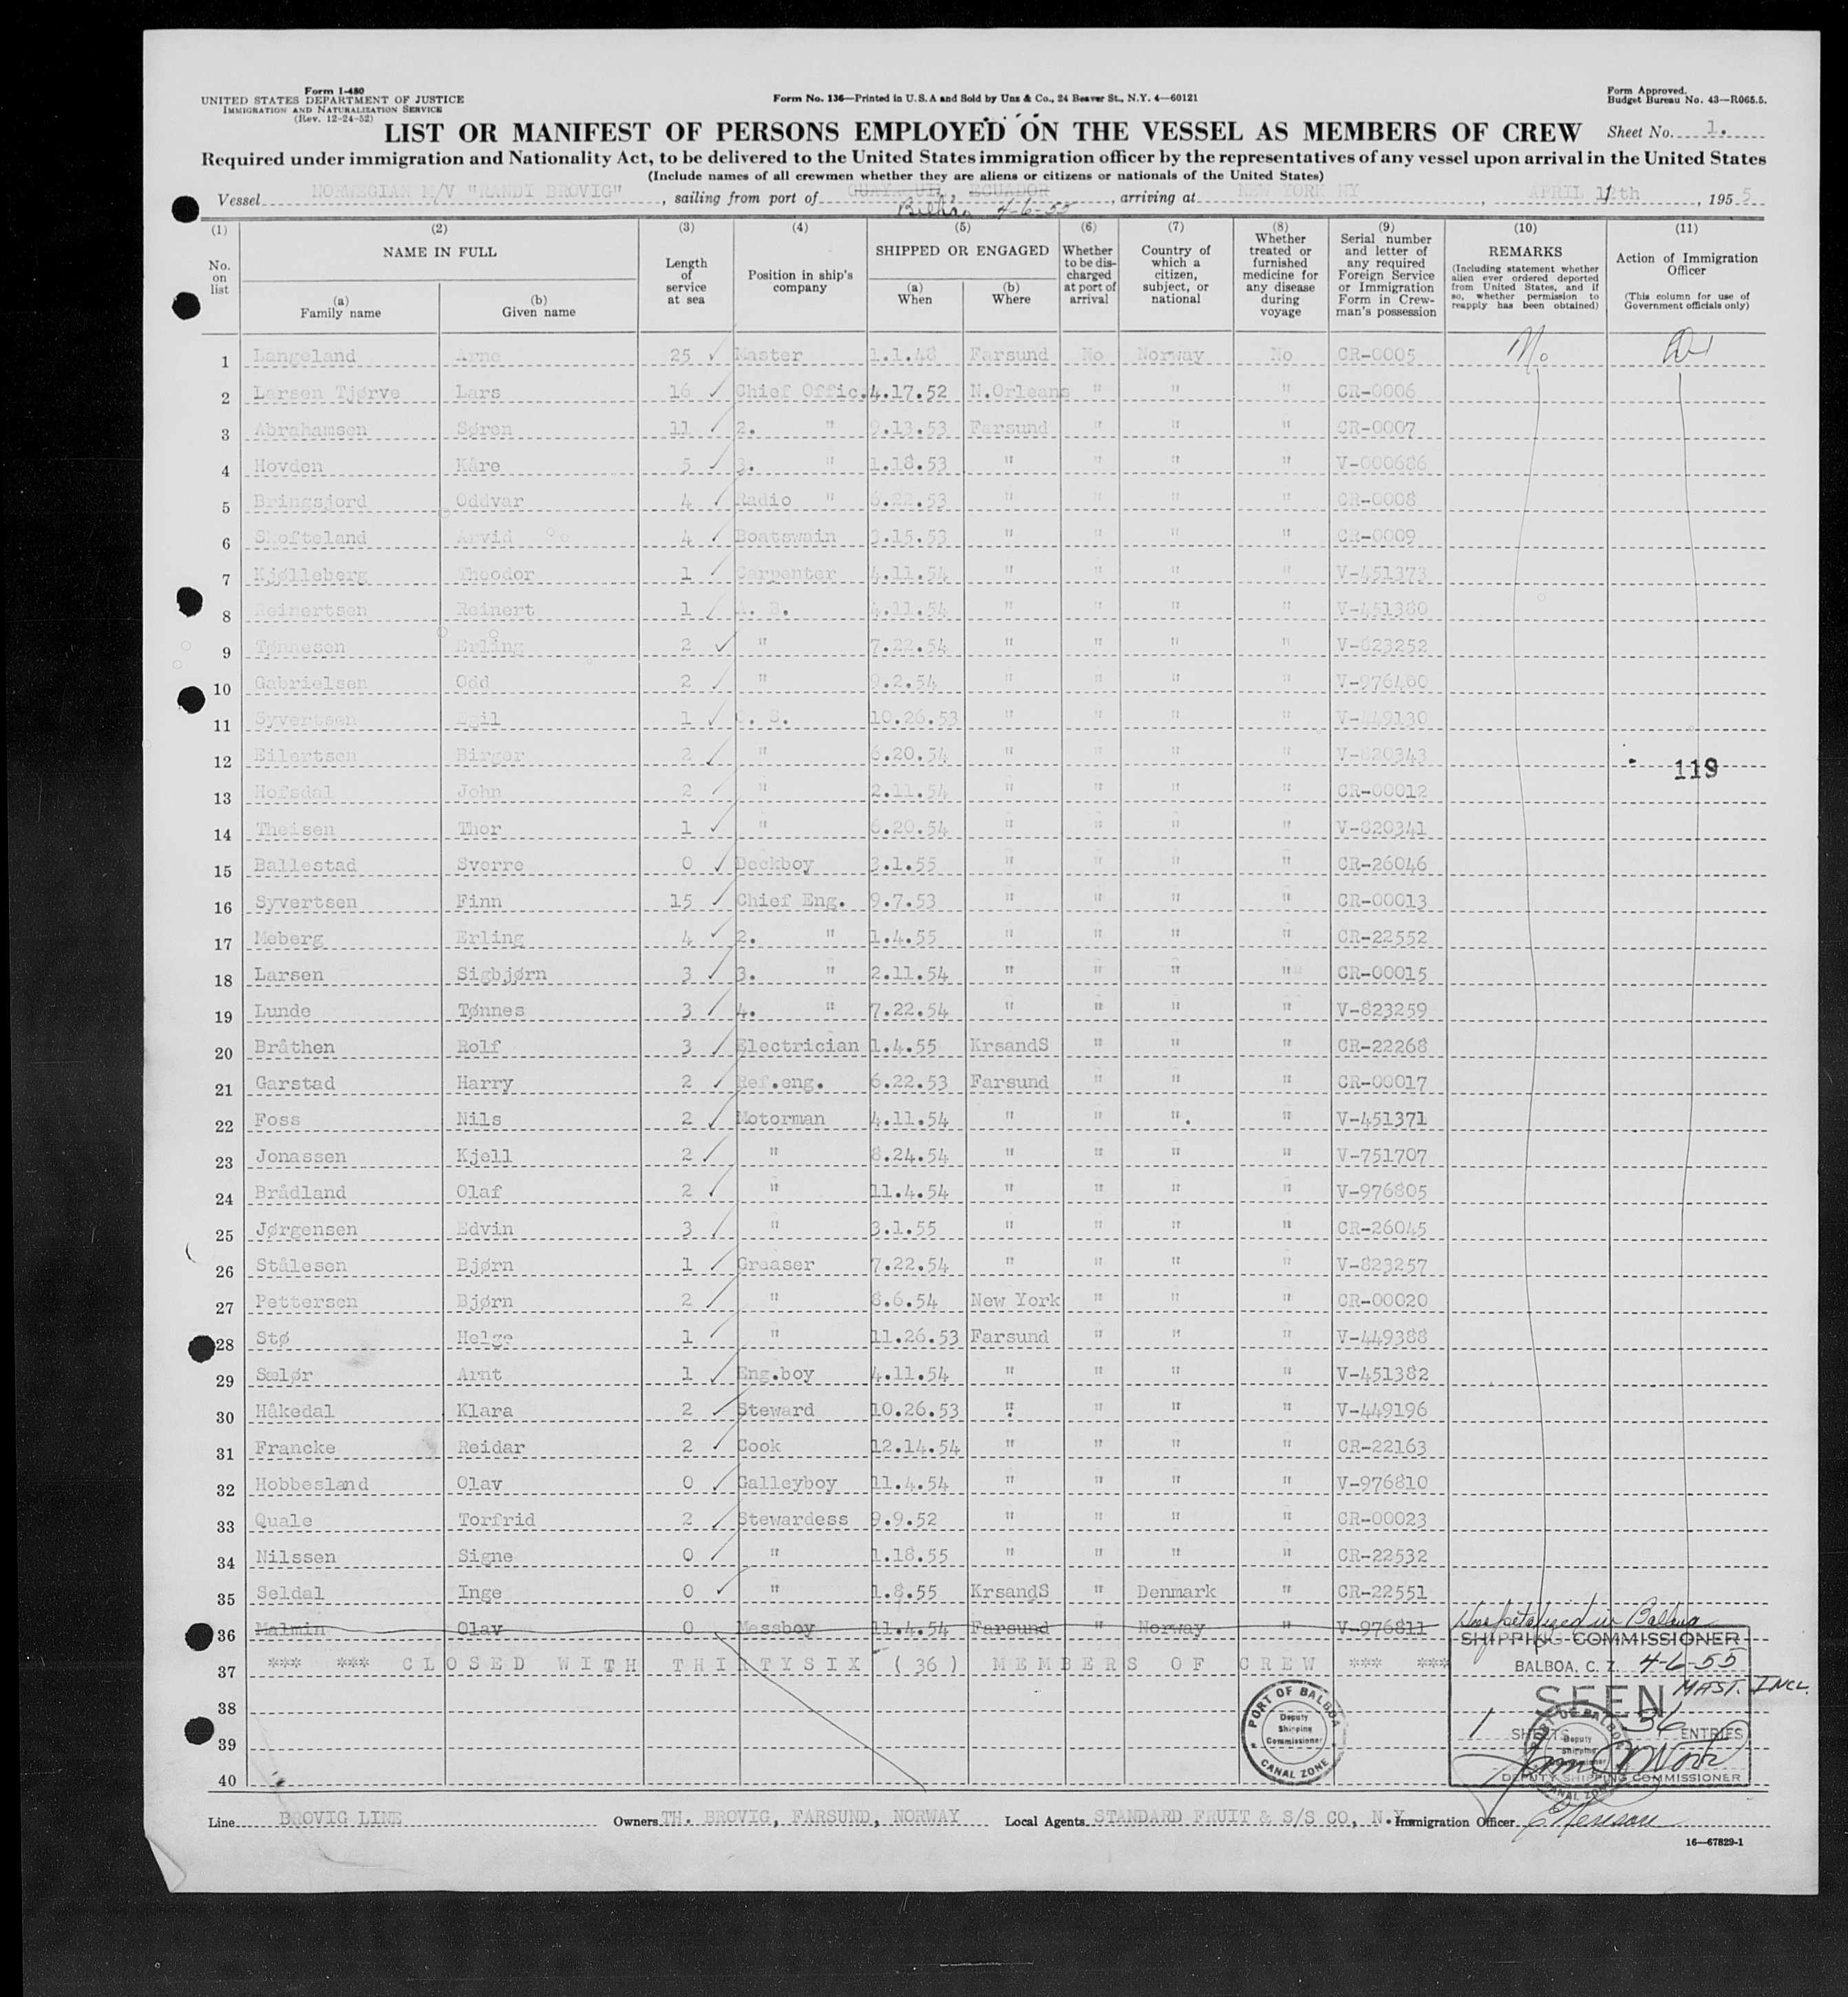 Form I-480
UNITED STATES DEPARTMENT OF JUSTICE
IMMIGRATION AND NATURALIZATION SERVICE
(Rev. 12-24-52)
Form No. 136—Printed in U.S.A and Sold by Unz & Co., 24 Beaver St., N.Y. 4—60121
Form Approved.
Budget Bureau No. 43—R065.5.
LIST OR MANIFEST OF PERSONS EMPLOYED ON THE VESSEL AS MEMBERS OF CREW Sheet No. 1.
Required under immigration and Nationality Act, to be delivered to the United States immigration officer by the representatives of any vessel upon arrival in the United States
(Include names of all crewmen whether they are aliens or citizens or nationals of the United States)
Vessel NORWEGIAN M/V "RANDI BROVIG", sailing from port of GUAYAQUIL, ECUADOR, arriving at NEW YORK NY, APRIL 12th, 1955
Balboa 4-6-55
(1) (2) (3) (4) (5) (6) (7) (8) (9) (10) (11)
No. on list
NAME IN FULL
(a) Family name
(b) Given name
Length of service at sea
Position in ship's company
SHIPPED OR ENGAGED
(a) When
(b) Where
Whether to be discharged at port of arrival
Country of which a citizen, subject, or national
Whether treated or furnished medicine for any disease during voyage
Serial number and letter of any required Foreign Service or Immigration Form in Crewman's possession
REMARKS
(Including statement whether alien ever ordered deported from United States, and if so, whether permission to reapply has been obtained)
Action of Immigration Officer
(This column for use of Government officials only)
1 Langeland Arne 25 Master 1.1.48 Farsund No Norway No CR-0005 No
2 Larsen Tjørve Lars 16 Chief Offic. 4.17.52 N.Orleans " " " CR-0006
3 Abrahamsen Søren 11 2. " 9.13.53 Farsund " " " CR-0007
4 Hovden Kåre 5 3. " 1.18.53 " " " " V-000686
5 Bringsjord Oddvar 4 Radio " 6.22.53 " " " " CR-0008
6 Skofteland Arvid 4 Boatswain 3.15.53 " " " " CR-0009
7 Kjølleberg Theodor 1 Carpenter 4.11.54 " " " " V-451373
8 Reinertsen Reinert 1 A. B. 4.11.54 " " " " V-451380
9 Tønnesen Erling 2 " 7.22.54 " " " " V-823252
10 Gabrielsen Odd 2 " 9.2.54 " " " " V-976460
11 Syvertsen Egil 1 O. S. 10.26.53 " " " " V-449130
12 Eilertsen Birger 2 " 6.20.54 " " " " V-820343
119
13 Hofsdal John 2 " 2.11.54 " " " " CR-00012
14 Theisen Thor 1 " 6.20.54 " " " " V-820341
15 Ballestad Sverre 0 Deckboy 3.1.55 " " " " CR-26046
16 Syvertsen Finn 15 Chief Eng. 9.7.53 " " " " CR-00013
17 Meberg Erling 4 2. " 1.4.55 " " " " CR-22552
18 Larsen Sigbjørn 3 3. " 2.11.54 " " " " CR-00015
19 Lunde Tønnes 3 4. " 7.22.54 " " " " V-823259
20 Bråthen Rolf 3 Electrician 1.4.55 KrsandS " " " CR-22268
21 Garstad Harry 2 Ref.eng. 6.22.53 Farsund " " " CR-00017
22 Foss Nils 2 Motorman 4.11.54 " " ". " V-451371
23 Jonassen Kjell 2 " 8.24.54 " " " " V-751707
24 Brådland Olaf 2 " 11.4.54 " " " " V-976805
25 Jørgensen Edvin 3 " 3.1.55 " " " " CR-26045
26 Stålesen Bjørn 1 Greaser 7.22.54 " " " " V-823257
27 Pettersen Bjørn 2 " 8.6.54 New York " " " CR-00020
28 Stø Helge 1 " 11.26.53 Farsund " " " V-449388
29 Sælør Arnt 1 Eng.boy 4.11.54 " " " " V-451382
30 Håkedal Klara 2 Steward 10.26.53 " " " " V-449196
31 Francke Reidar 2 Cook 12.14.54 " " " " CR-22163
32 Hobbesland Olav 0 Galleyboy 11.4.54 " " " " V-976810
33 Quale Torfrid 2 Stewardess 9.9.52 " " " " CR-00023
34 Nilssen Signe 0 " 1.18.55 " " " " CR-22532
35 Seldal Inge 0 " 1.8.55 KrsandS " Denmark " CR-22551
36 Malmin Olav 0 Messboy 11.4.54 Farsund " Norway " V-976811 Hospitalized in Balboa
37 *** *** CLOSED WITH THIRTYSIX (36) MEMBERS OF CREW *** ***
38
39
40
SHIPPING COMMISSIONER
BALBOA, C. Z. 4-6-55
SEEN MAST. INCL.
1 SHEETS 36 ENTRIES
DEPUTY SHIPPING COMMISSIONER
PORT OF BALBOA
Deputy Shipping Commissioner
CANAL ZONE
PORT OF BALBOA
Deputy Shipping Commissioner
CANAL ZONE
Line BROVIG LINE Owners TH. BROVIG, FARSUND, NORWAY Local Agents STANDARD FRUIT & S/S CO, N.Y. Immigration Officer
16—67829-1